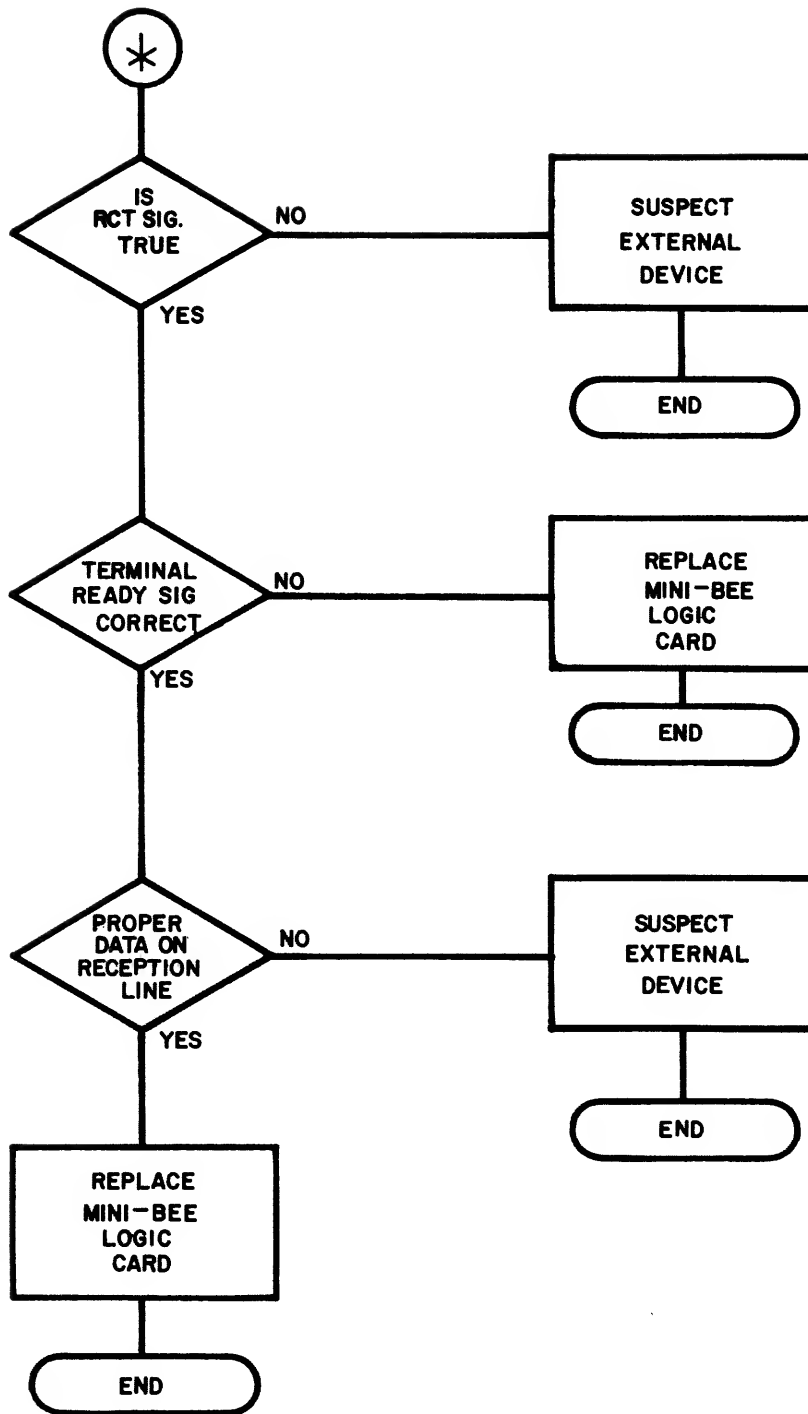 *
IS
RCT SIG.
TRUE
NO
SUSPECT
EXTERNAL
DEVICE
YES
END
TERMINAL
READY SIG
CORRECT
NO
REPLACE
MINI-BEE
LOGIC
CARD
YES
END
PROPER
DATA ON
RECEPTION
LINE
NO
SUSPECT
EXTERNAL
DEVICE
YES
END
REPLACE
MINI-BEE
LOGIC
CARD
END